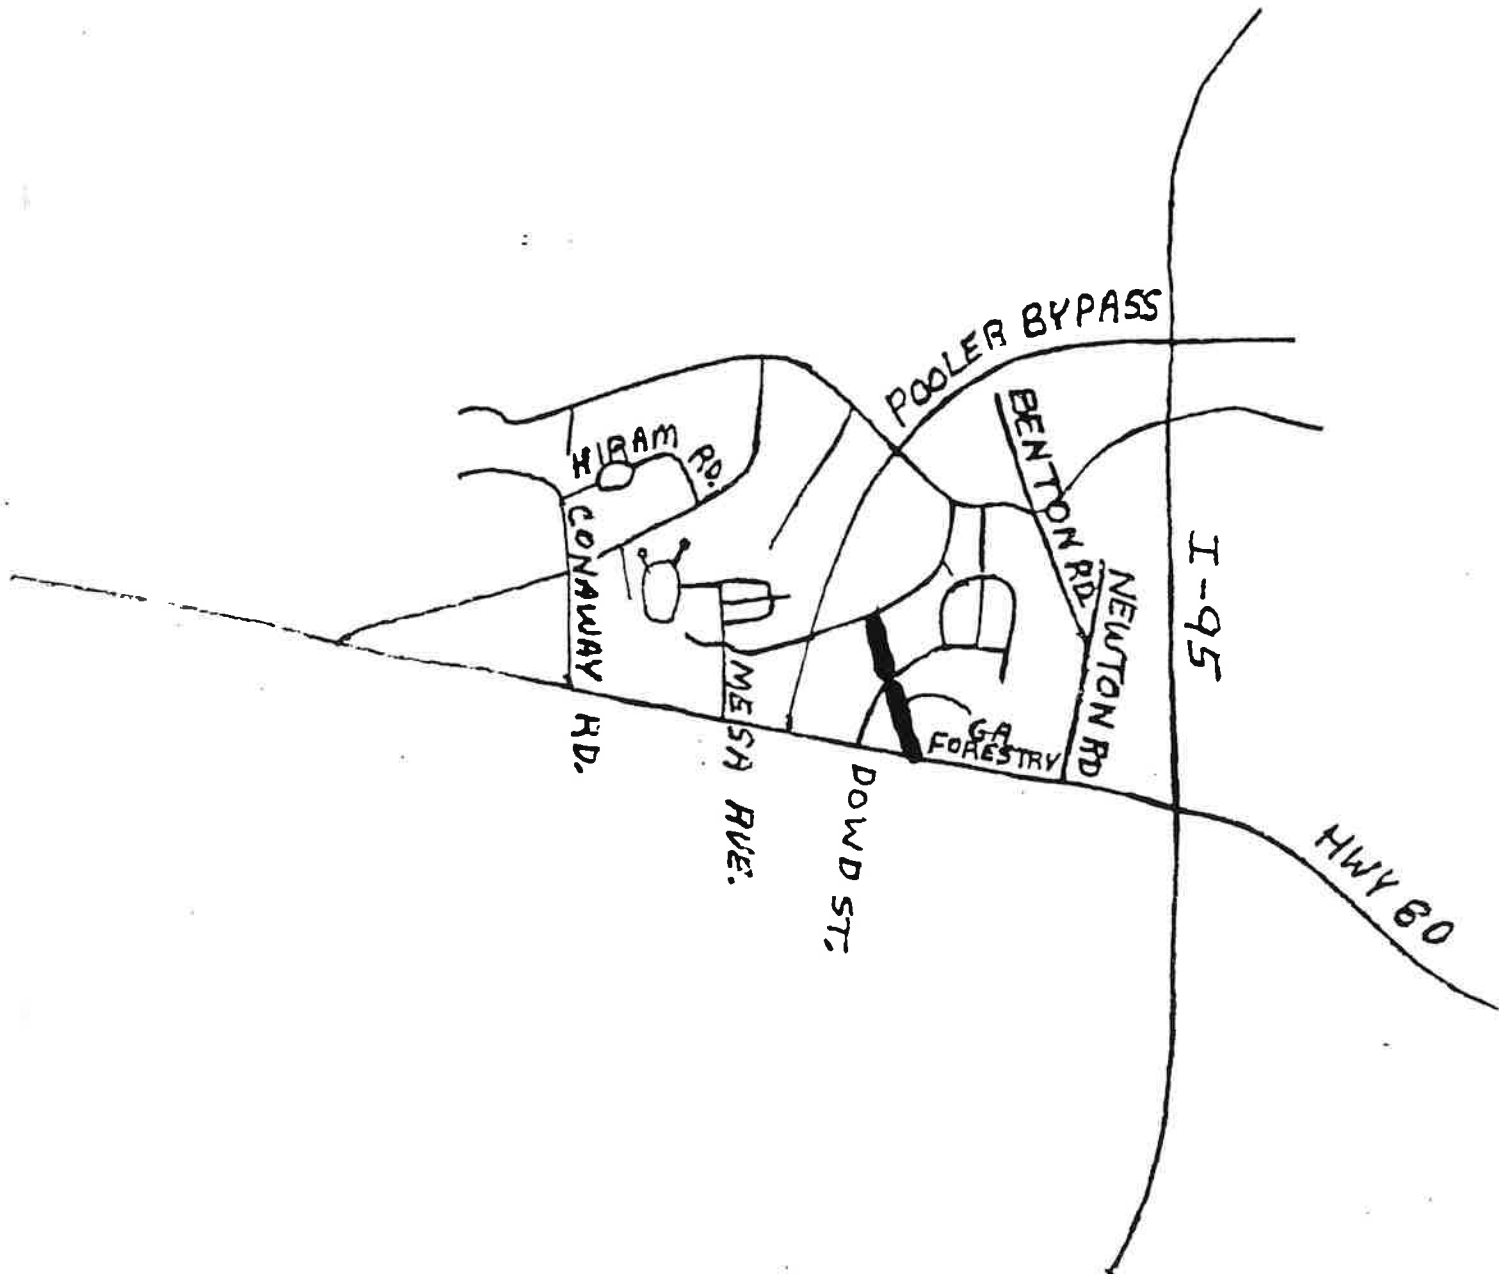 POOLER BYPASS
HIRAM RD.
BENTON RD
CONAWAY RD.
I-95
NEWTON RD
MESA AVE.
GA
FORESTRY
DOWD ST.
HWY 80